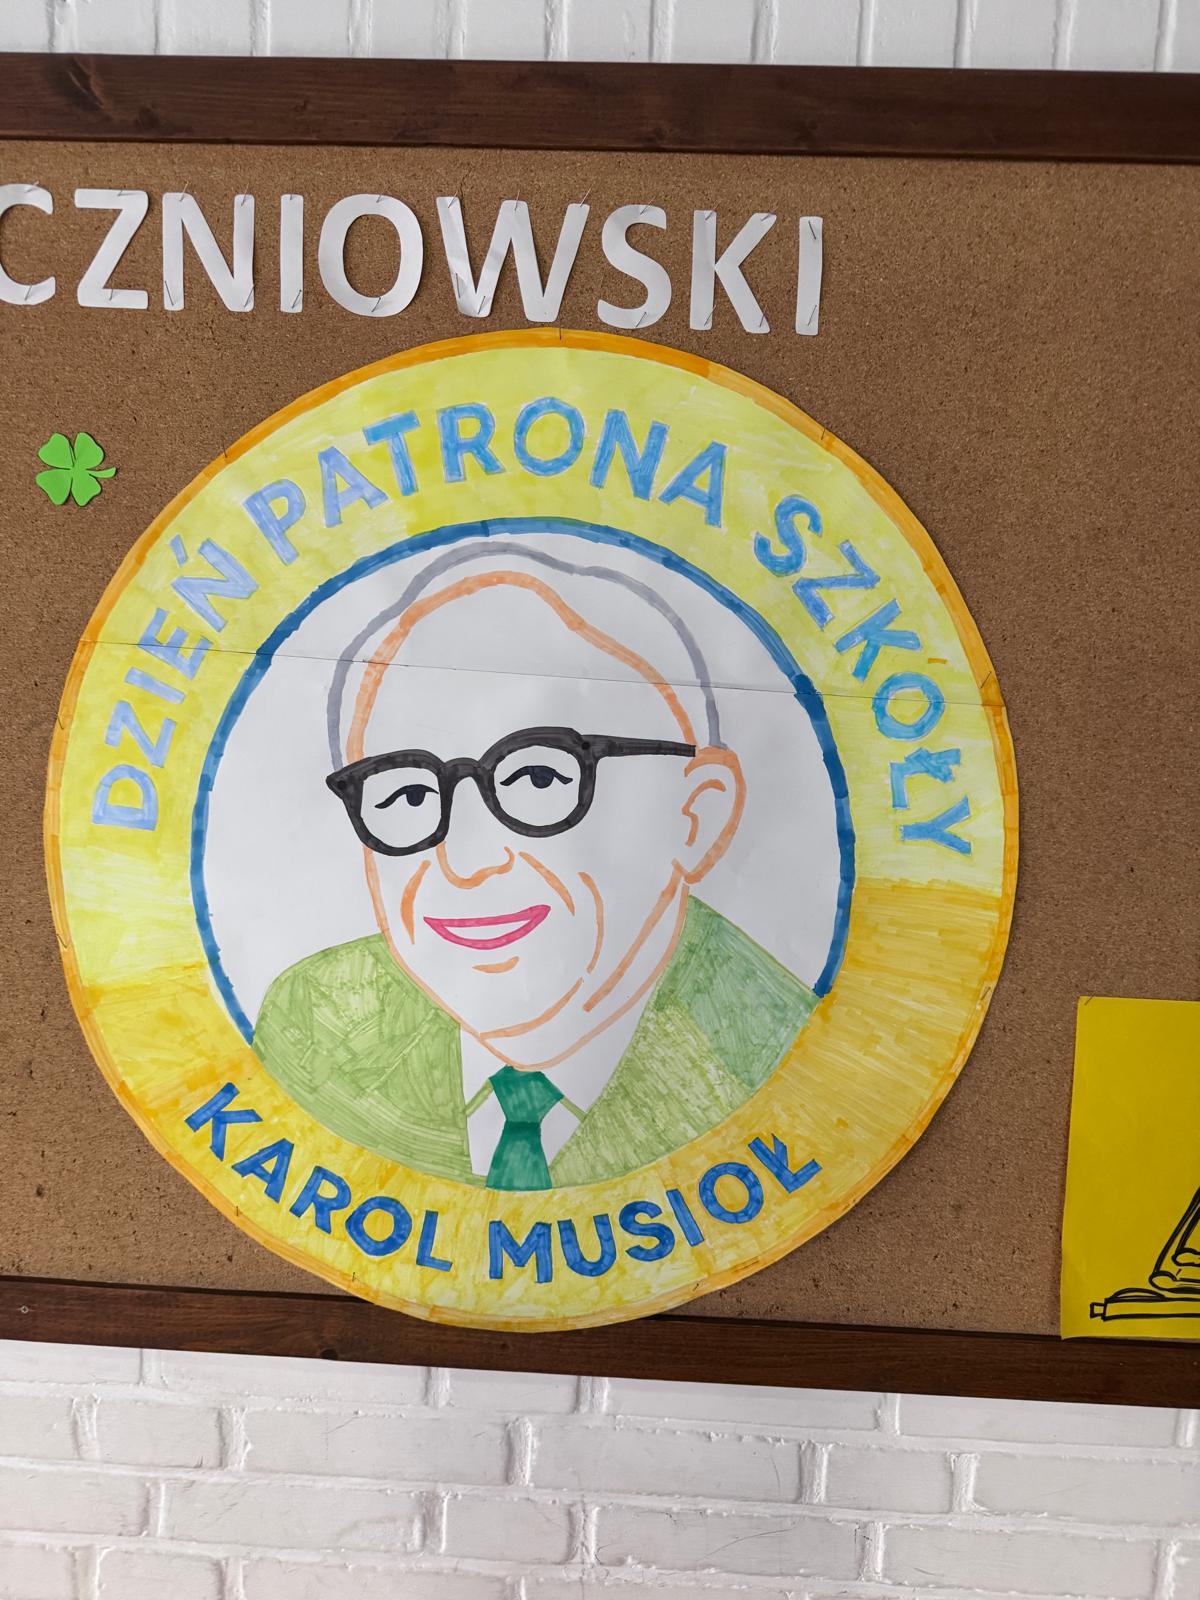 CZNIOWSKI
DZIEŃ PATRONA SZKOŁY
KAROL MUSIOŁ